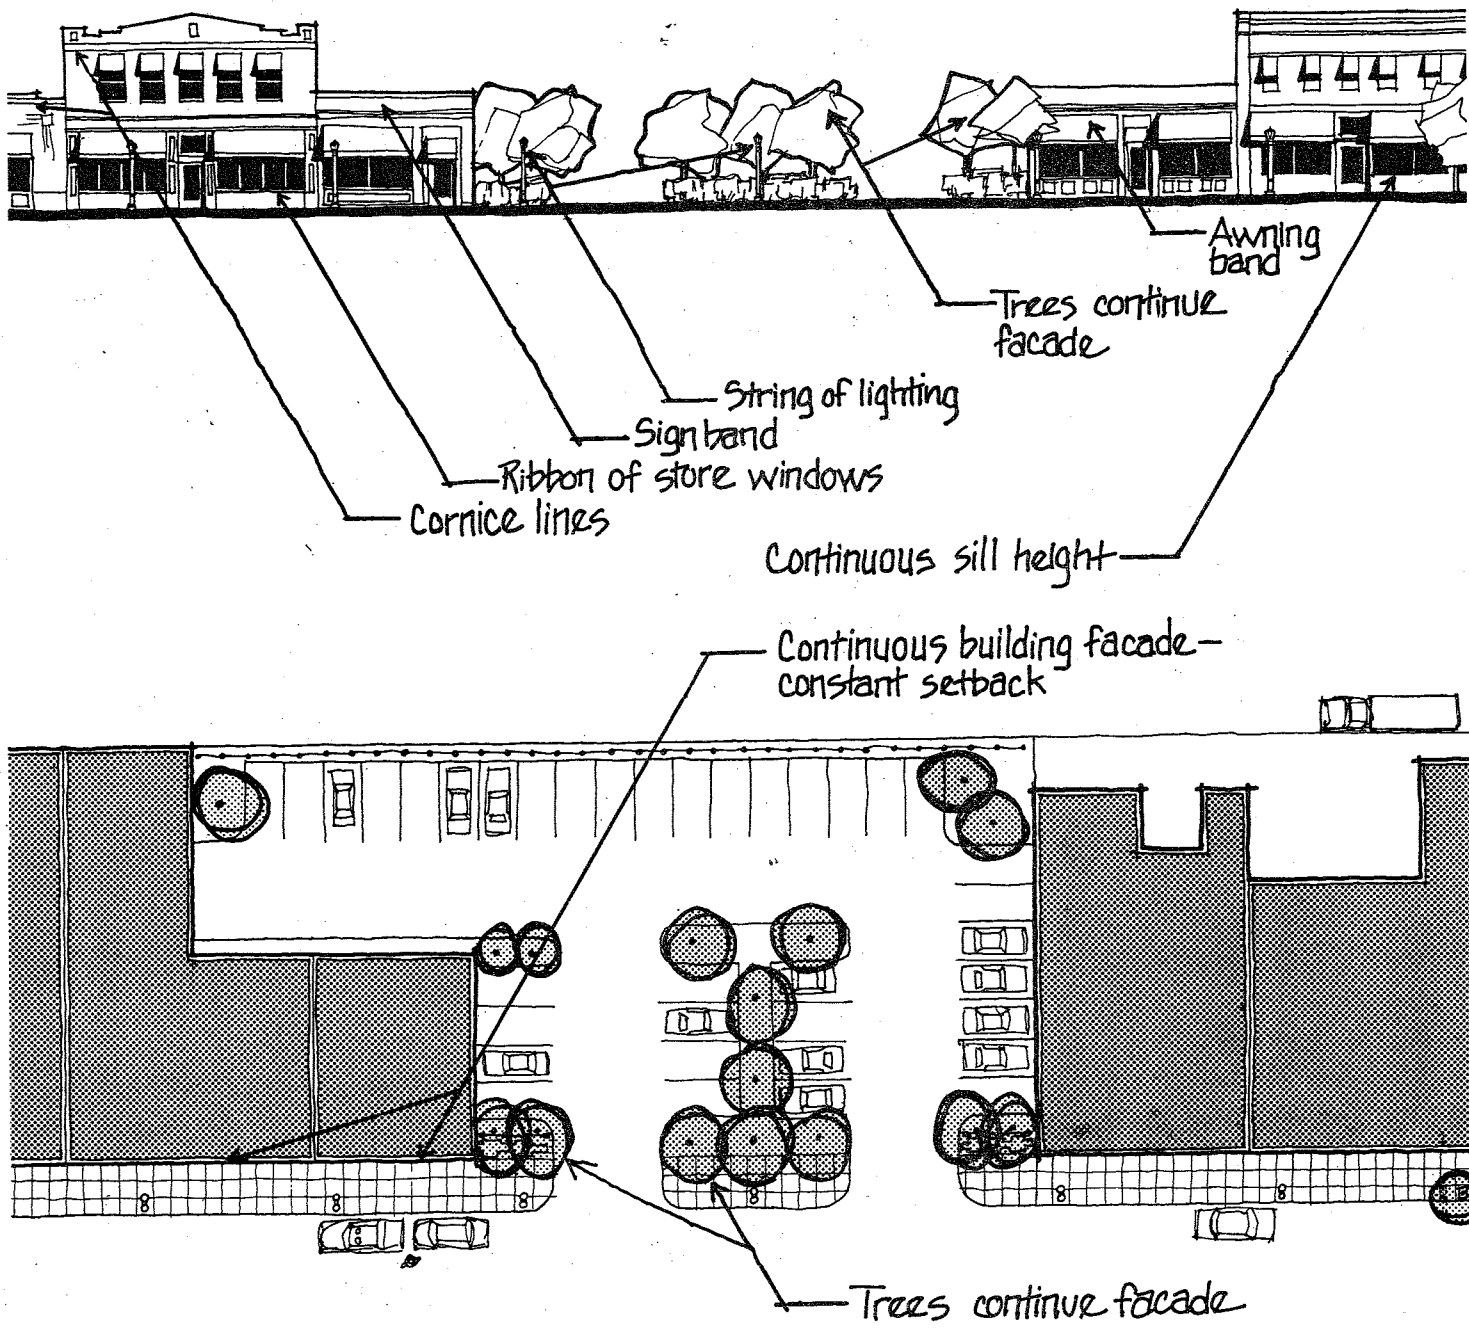 Awning
band
Trees continue
facade
String of lighting
Sign band
Ribbon of store windows
Cornice lines
Continuous sill height
Continuous building facade –
constant setback
Trees continue facade